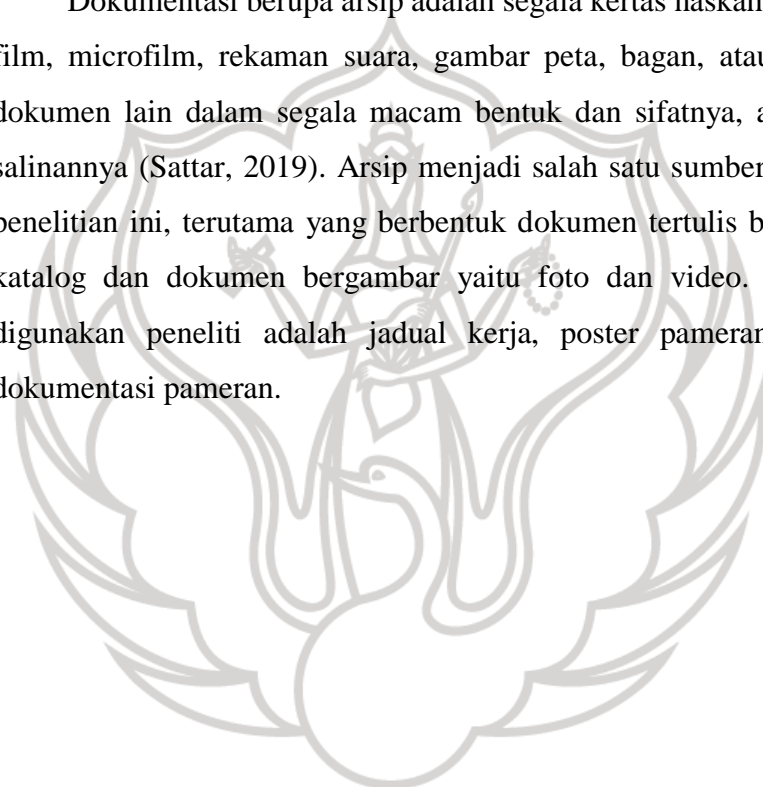 Dokumentasi berupa arsip adalah segala kertas naskah
film, microfilm, rekaman suara, gambar peta, bagan, atau
dokumen lain dalam segala macam bentuk dan sifatnya, a
salinannya (Sattar, 2019). Arsip menjadi salah satu sumber
penelitian ini, terutama yang berbentuk dokumen tertulis b
katalog dan dokumen bergambar yaitu foto dan video.
digunakan peneliti adalah jadual kerja, poster pameran
dokumentasi pameran.